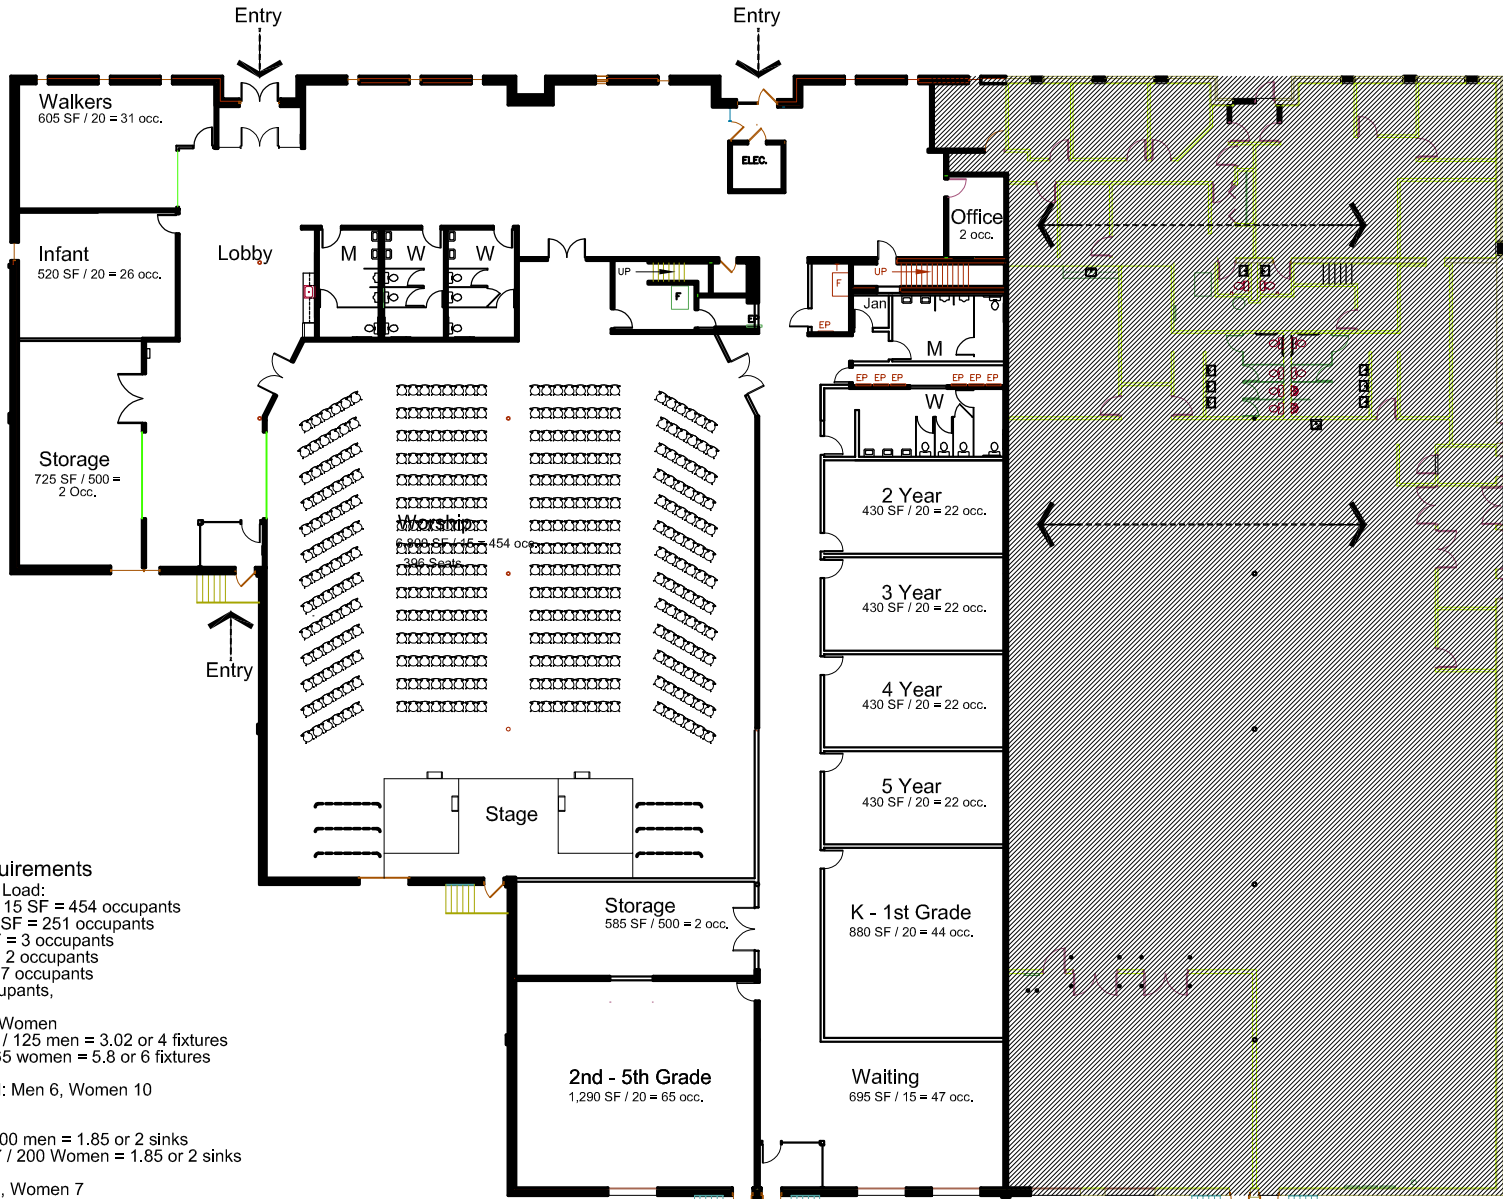 Entry
Entry
Walkers
605 SF / 20 = 31 occ.
ELEC.
Infant
520 SF / 20 = 26 occ.
Lobby
M
W
W
Office
2 occ.
UP
F
EP
UP
F
EP
Jan
M
EP EP EP
EP EP EP
W
Storage
725 SF / 500 =
2 Occ.
Worship
6,808 SF / 15 = 454 occ.
396 Seats
2 Year
430 SF / 20 = 22 occ.
3 Year
430 SF / 20 = 22 occ.
4 Year
430 SF / 20 = 22 occ.
5 Year
430 SF / 20 = 22 occ.
Entry
Stage
K - 1st Grade
880 SF / 20 = 44 occ.
Storage
585 SF / 500 = 2 occ.
2nd - 5th Grade
1,290 SF / 20 = 65 occ.
Waiting
695 SF / 15 = 47 occ.
uirements
Load:
15 SF = 454 occupants
SF = 251 occupants
= 3 occupants
2 occupants
7 occupants
upants,
Women
/ 125 men = 3.02 or 4 fixtures
65 women = 5.8 or 6 fixtures
: Men 6, Women 10
00 men = 1.85 or 2 sinks
/ 200 Women = 1.85 or 2 sinks
, Women 7